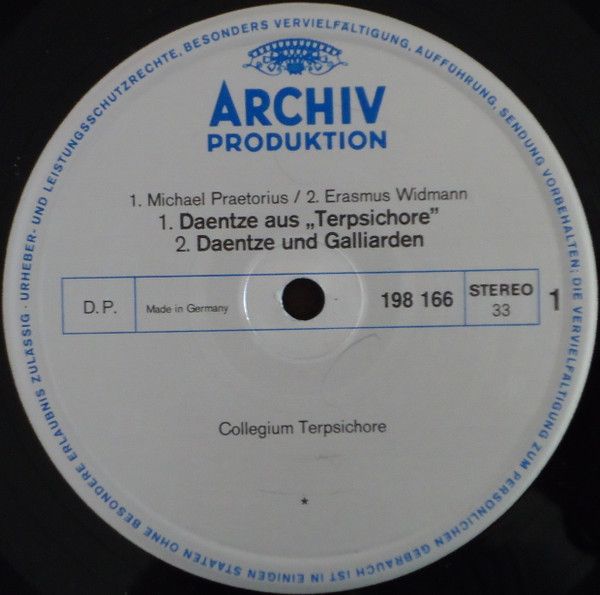 ARCHIV
PRODUKTION
1. Michael Praetorius / 2. Erasmus Widmann
1. Daentze aus „Terpsichore”
2. Daentze und Galliarden
D.P.
Made in Germany
198 166
STEREO
33
1
Collegium Terpsichore
*
URHEBER- UND LEISTUNGSSCHUTZRECHTE, BESONDERS VERVIELFÄLTIGUNG, AUFFÜHRUNG, SENDUNG VORBEHALTEN; DIE VERVIELFÄLTIGUNG ZUM PERSÖNLICHEN GEBRAUCH IST IN EINIGEN STAATEN OHNE BESONDERE ERLAUBNIS ZULÄSSIG ·